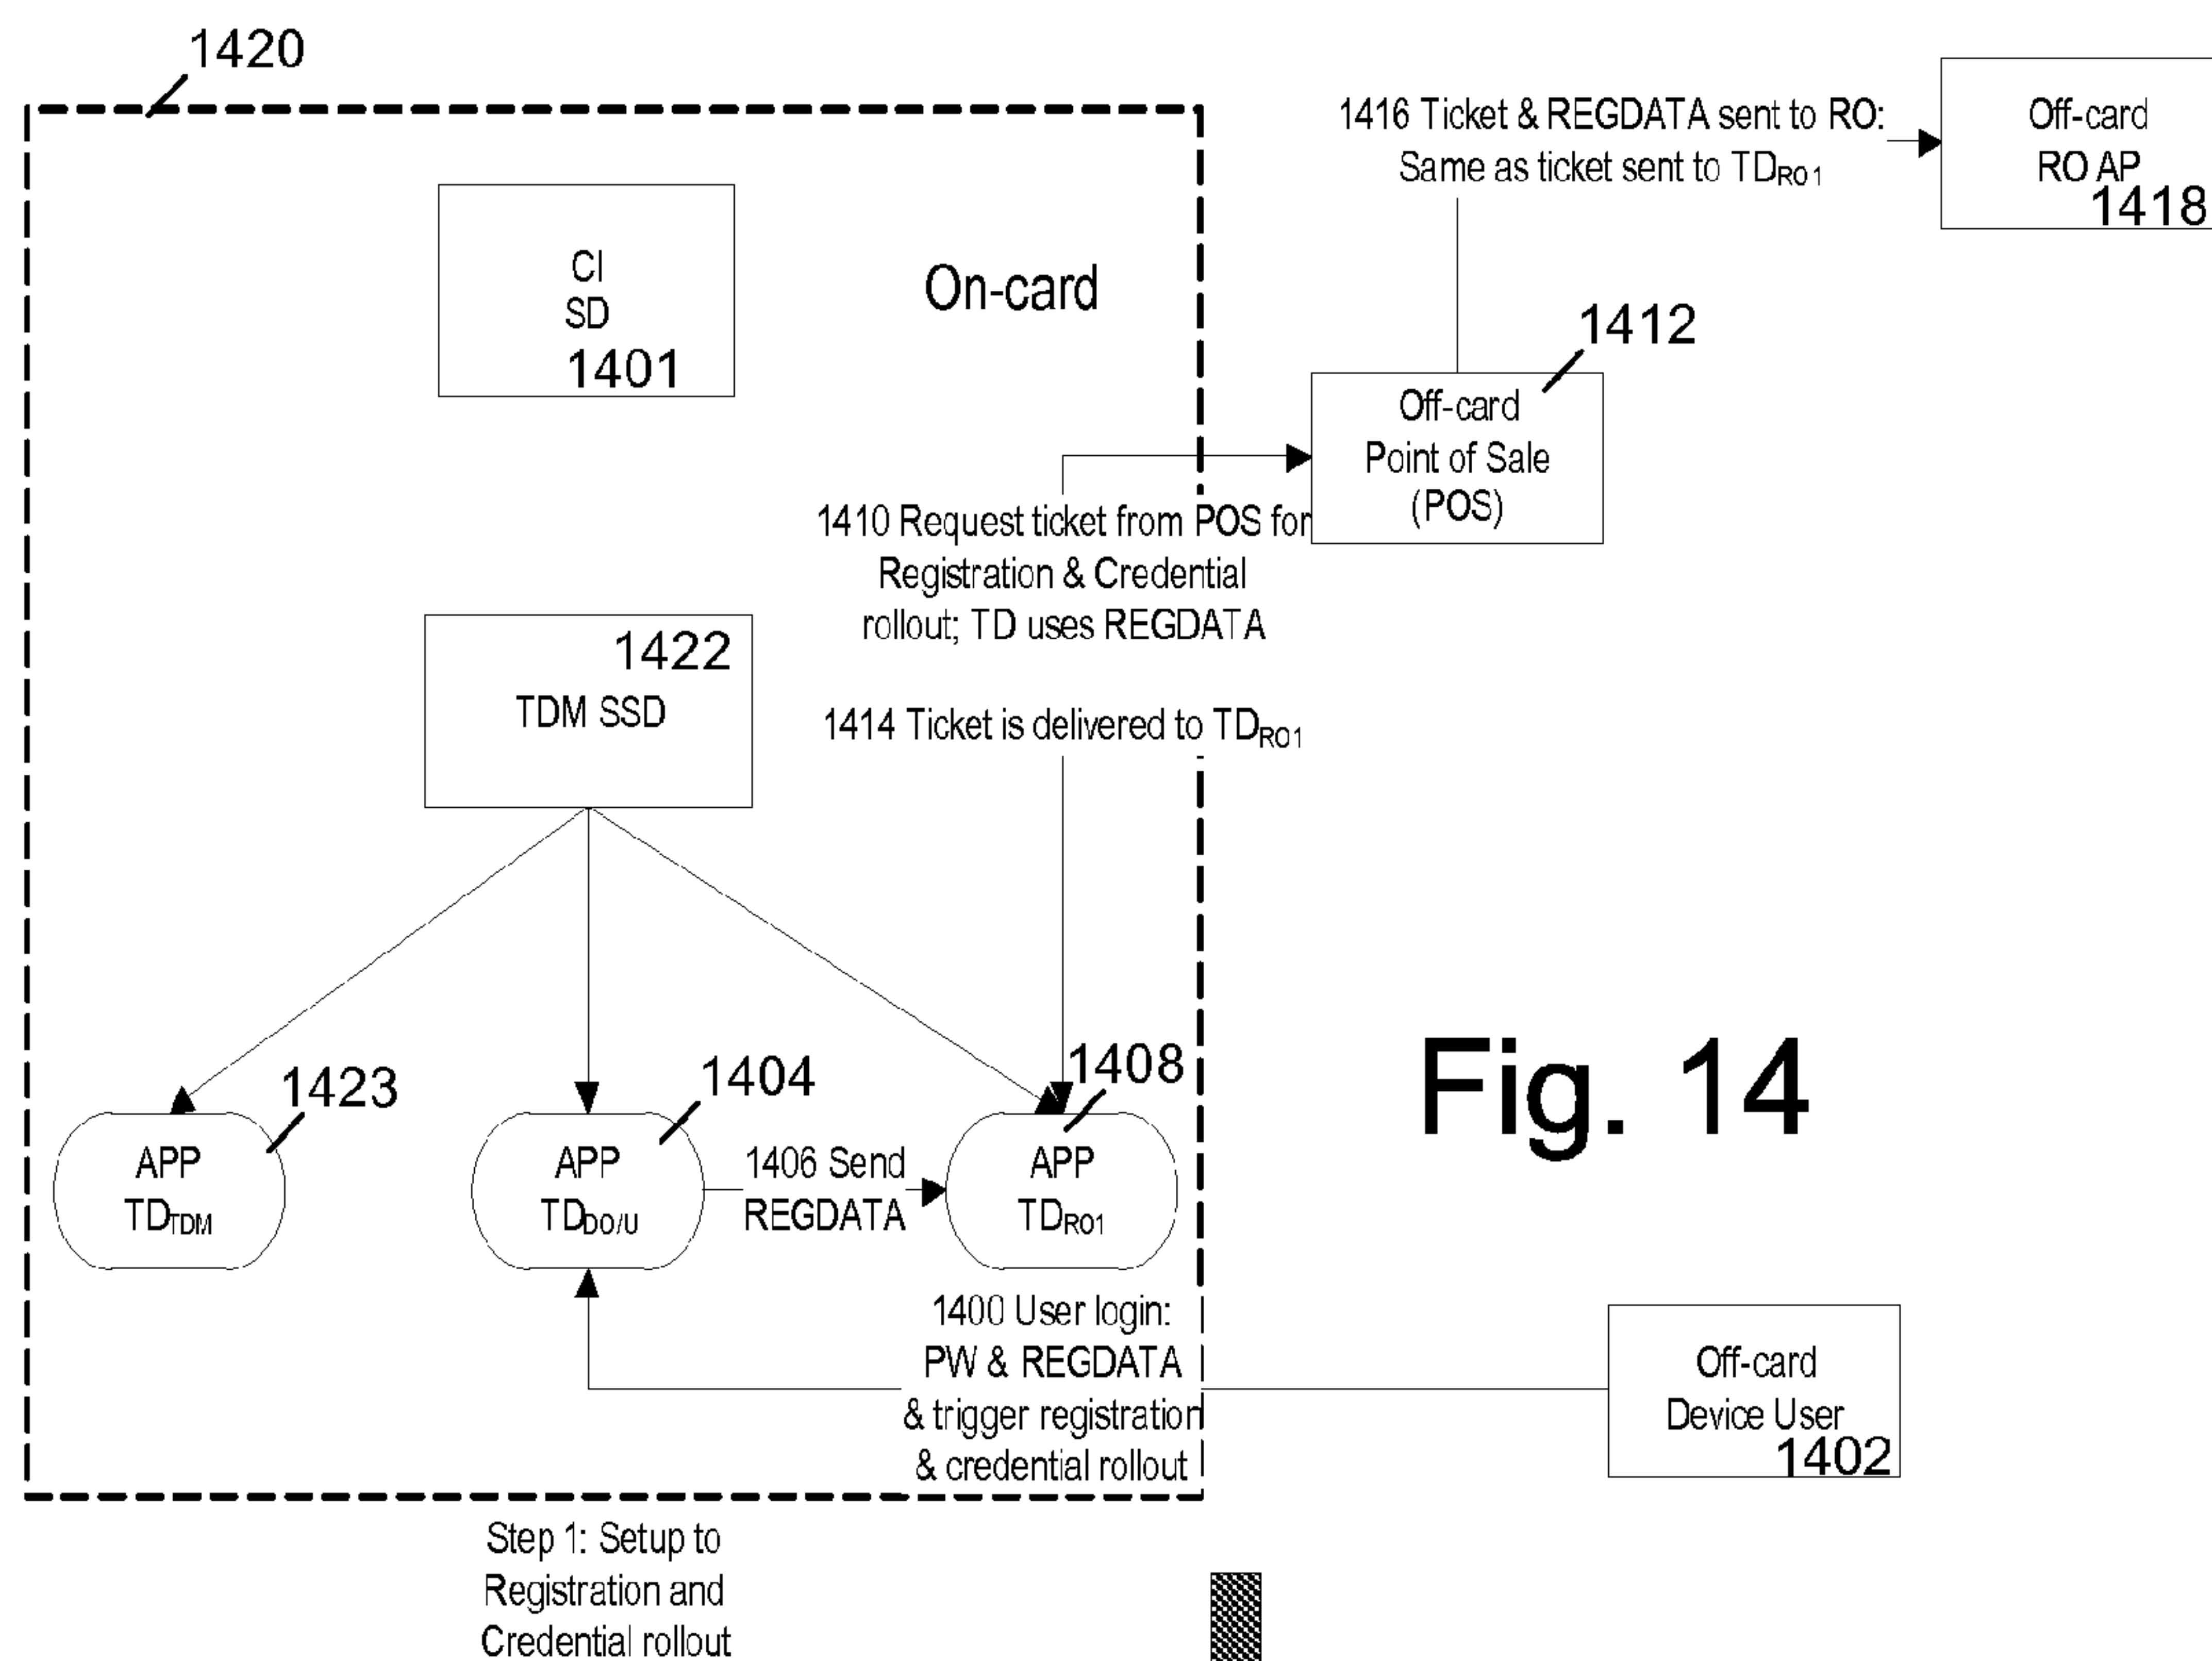 1420
1416 Ticket & REGDATA sent to RO:
Same as ticket sent to TDRO1
Off-card
RO AP
1418
CI
SD
1401
On-card
1412
Off-card
Point of Sale
(POS)
1410 Request ticket from POS for
Registration & Credential
rollout; TD uses REGDATA
1422
TDM SSD
1414 Ticket is delivered to TDRO1
1423
APP
TDTDM
1404
APP
TDDO/U
1406 Send
REGDATA
1408
APP
TDRO1
Fig. 14
1400 User login:
PW & REGDATA
& trigger registration
& credential rollout
Off-card
Device User
1402
Step 1: Setup to
Registration and
Credential rollout